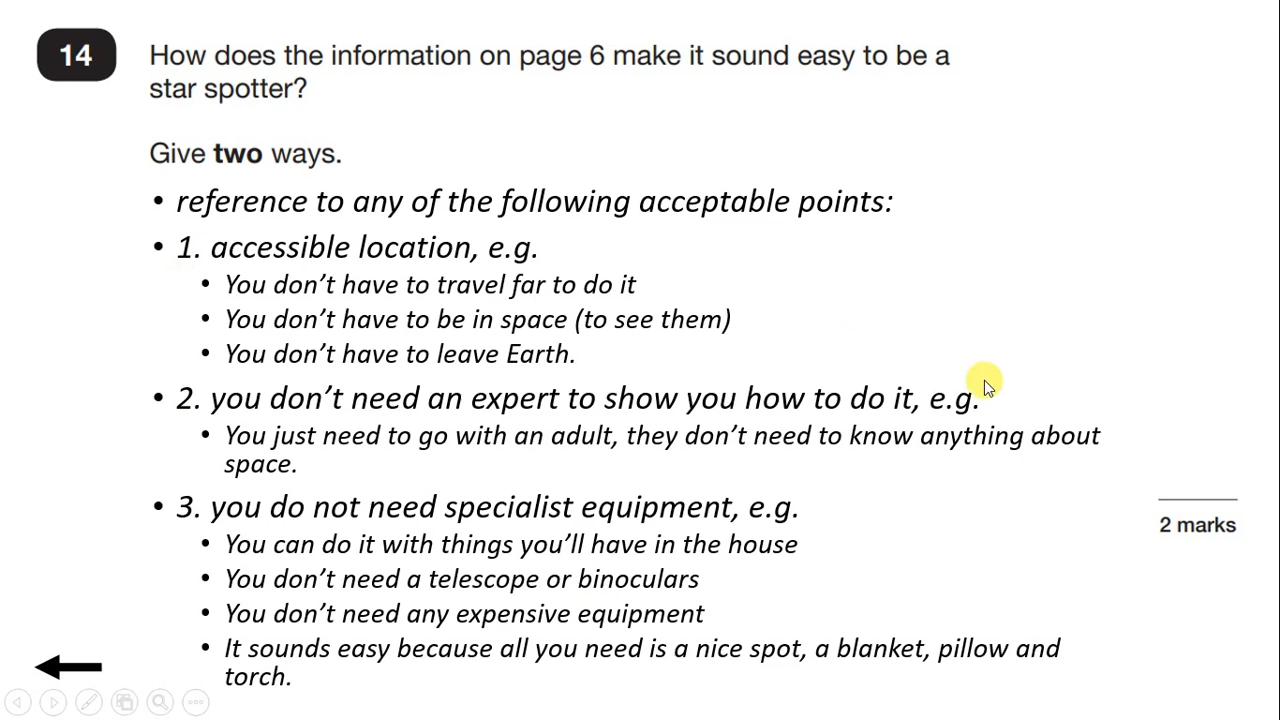 14
How does the information on page 6 make it sound easy to be a
star spotter?
Give two ways.
• reference to any of the following acceptable points:
• 1. accessible location, e.g.
• You don’t have to travel far to do it
• You don’t have to be in space (to see them)
• You don’t have to leave Earth.
• 2. you don’t need an expert to show you how to do it, e.g.
• You just need to go with an adult, they don’t need to know anything about
space.
• 3. you do not need specialist equipment, e.g.
• You can do it with things you’ll have in the house
• You don’t need a telescope or binoculars
• You don’t need any expensive equipment
• It sounds easy because all you need is a nice spot, a blanket, pillow and
torch.
2 marks